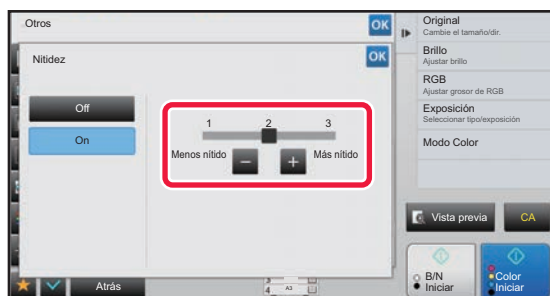 Otros
OK
Nitidez
OK
Off
On
1 2 3
Menos nítido
-
+
Más nítido
Original
Cambie el tamaño/dir.
Brillo
Ajustar brillo
RGB
Ajustar grosor de RGB
Exposición
Seleccionar tipo/exposición
Modo Color
Vista previa
CA
B/N
Iniciar
Color
Iniciar
Atrás
3
4
A3